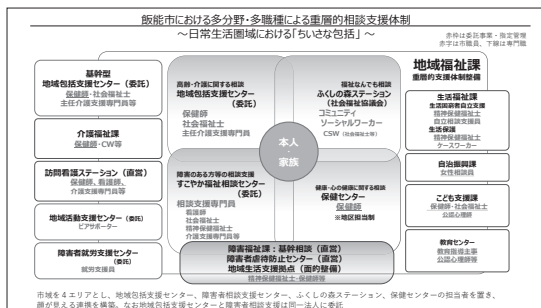 飯能市における多分野・多職種による重層的相談支援体制
～日常生活圏域における「ちいさな包括」～
赤枠は委託事業・指定管理
赤字は市職員、下線は専門職
基幹型
地域包括支援センター（委託）
保健師・社会福祉士
主任介護支援専門員等
介護福祉課
保健師・CW等
訪問看護ステーション（直営）
保健師、看護師、
介護支援専門員等
地域活動支援センター（委託）
ピアサポーター
障害者就労支援センター
（委託）
就労支援員
高齢・介護に関する相談
地域包括支援センター
（委託）
保健師
社会福祉士
主任介護支援専門員
福祉なんでも相談
ふくしの森ステーション
（社会福祉協議会）
コミュニティ
ソーシャルワーカー
CSW（社会福祉士等）
本人
・
家族
障害のある方等の相談支援
すこやか福祉相談センター
（委託）
相談支援専門員
看護師
社会福祉士
精神保健福祉士
介護支援専門員等
健康・心の健康に関する相談
保健センター
保健師
※地区担当制
障害福祉課：基幹相談（直営）
障害者虐待防止センター（直営）
地域生活支援拠点（面的整備）
精神保健福祉士・保健師等
地域福祉課
重層的支援体制整備
生活福祉課
生活困窮者自立支援
精神保健福祉士
自立相談支援員
生活保護
精神保健福祉士
ケースワーカー
自治振興課
女性相談員
こども支援課
保健師・社会福祉士
公認心理師
教育センター
教育指導主事
公認心理師等
市域を４エリアとし、地域包括支援センター、障害者相談支援センター、ふくしの森ステーション、保健センターの担当者を置き、
顔が見える連携を構築。なお地域包括支援センターと障害者相談支援は同一法人に委託